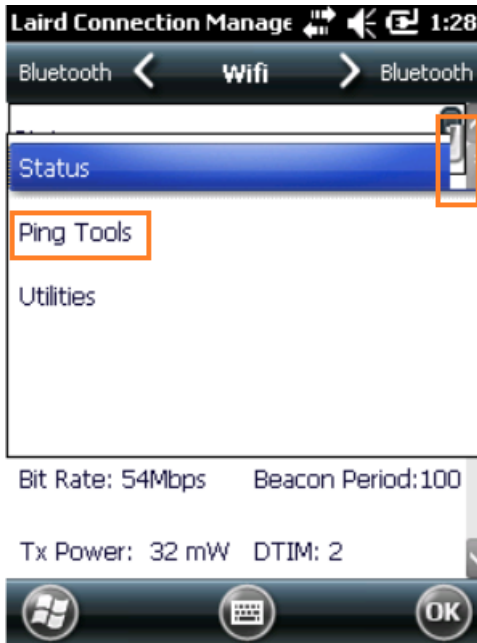 Laird Connection Manage 1:28
Bluetooth Wifi Bluetooth
Status
Ping Tools
Utilities
Bit Rate: 54Mbps Beacon Period:100
Tx Power: 32 mW DTIM: 2
OK